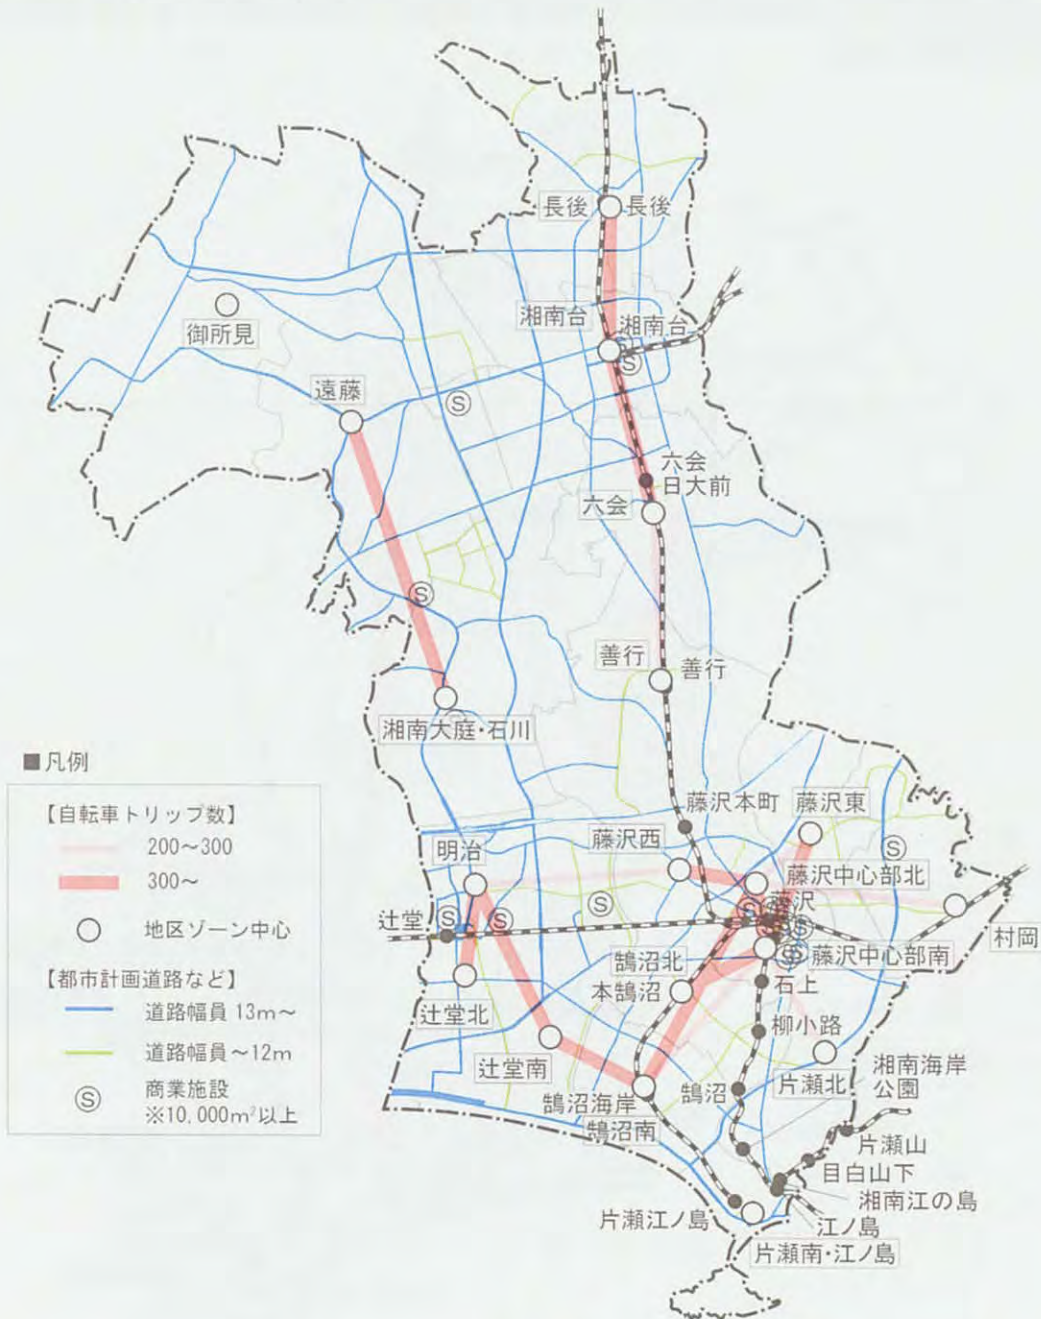 長後
長後
湘南台
湘南台
御所見
遠藤
Ⓢ
Ⓢ
六会
日大前
六会
Ⓢ
善行
善行
湘南大庭・石川
■凡例
【自転車トリップ数】
200～300
300～
地区ゾーン中心
【都市計画道路など】
道路幅員 13m～
道路幅員～12m
Ⓢ
商業施設
※10,000m²以上
藤沢本町
藤沢東
明治
藤沢西
Ⓢ
藤沢中心部北
辻堂
Ⓢ
Ⓢ
Ⓢ
Ⓢ
藤沢
Ⓢ
村岡
鵠沼北
藤沢中心部南
Ⓢ
本鵠沼
石上
辻堂北
柳小路
辻堂南
片瀬北
湘南海岸
公園
鵠沼海岸
鵠沼
鵠沼南
片瀬山
目白山下
湘南江の島
片瀬江ノ島
江ノ島
片瀬南・江ノ島